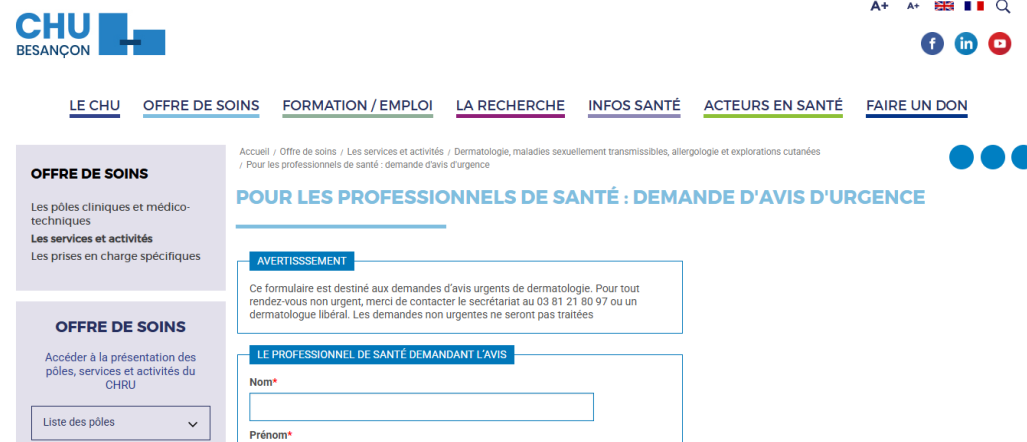 CHU
BESANÇON
A+ A+
LE CHU OFFRE DE SOINS FORMATION / EMPLOI LA RECHERCHE INFOS SANTÉ ACTEURS EN SANTÉ FAIRE UN DON
OFFRE DE SOINS
Les pôles cliniques et médico-
techniques
Les services et activités
Les prises en charge spécifiques
OFFRE DE SOINS
Accéder à la présentation des
pôles, services et activités du
CHRU
Liste des pôles
Accueil / Offre de soins / Les services et activités / Dermatologie, maladies sexuellement transmissibles, allergologie et explorations cutanées
/ Pour les professionnels de santé : demande d'avis d'urgence
POUR LES PROFESSIONNELS DE SANTÉ : DEMANDE D'AVIS D'URGENCE
AVERTISSSEMENT
Ce formulaire est destiné aux demandes d'avis urgents de dermatologie. Pour tout
rendez-vous non urgent, merci de contacter le secrétariat au 03 81 21 80 97 ou un
dermatologue libéral. Les demandes non urgentes ne seront pas traitées
LE PROFESSIONNEL DE SANTÉ DEMANDANT L'AVIS
Nom*
Prénom*